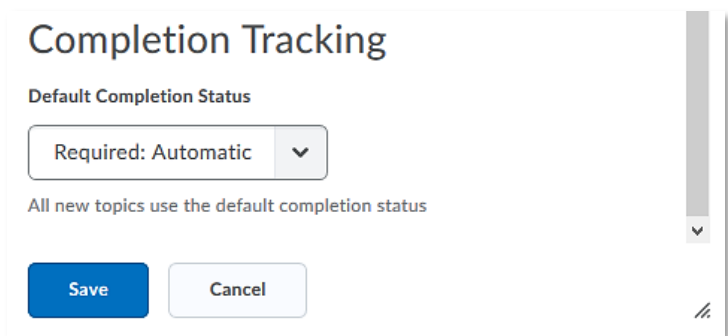 Completion Tracking
Default Completion Status
Required: Automatic
All new topics use the default completion status
Save
Cancel